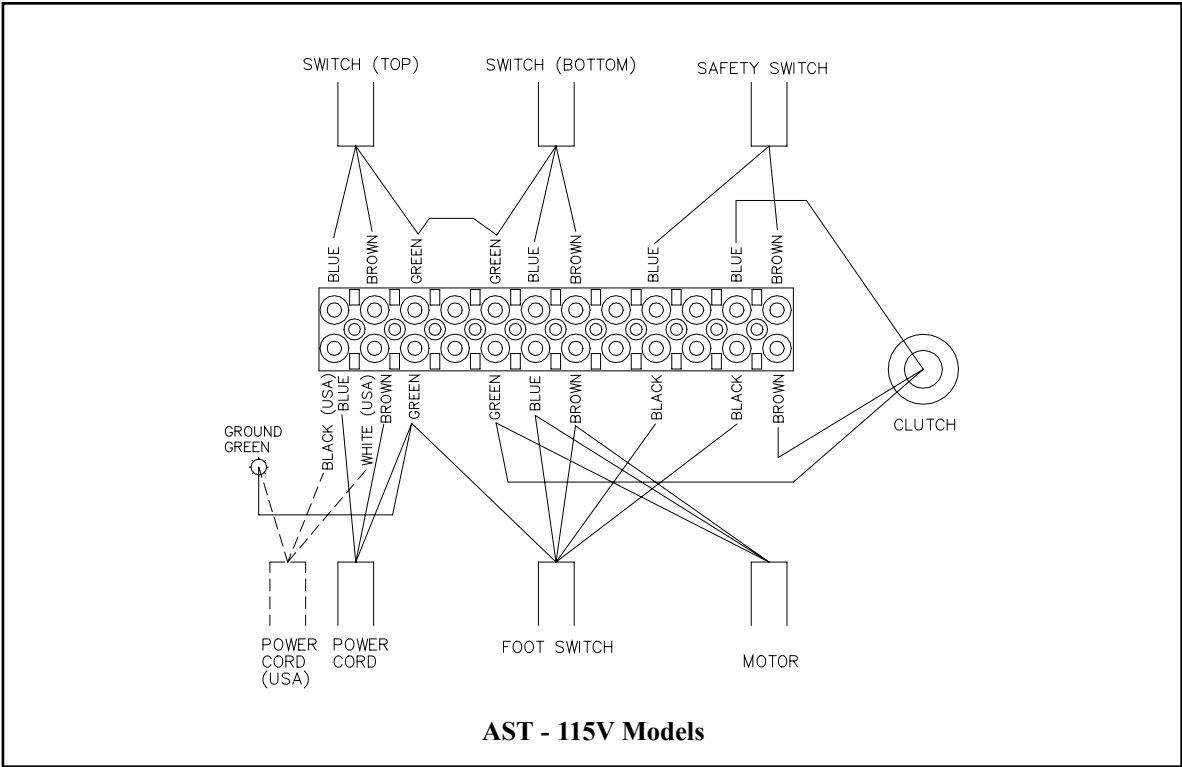 SWITCH (TOP)
SWITCH (BOTTOM)
SAFETY SWITCH
BLUE
BROWN
GREEN
GREEN
BLUE
BROWN
BLUE
BLUE
BROWN
BLACK (USA)
BLUE
WHITE (USA)
BROWN
GREEN
GREEN
BLUE
BROWN
BLACK
BLACK
BROWN
CLUTCH
GROUND
GREEN
POWER
CORD
(USA)
POWER
CORD
FOOT SWITCH
MOTOR
AST - 115V Models